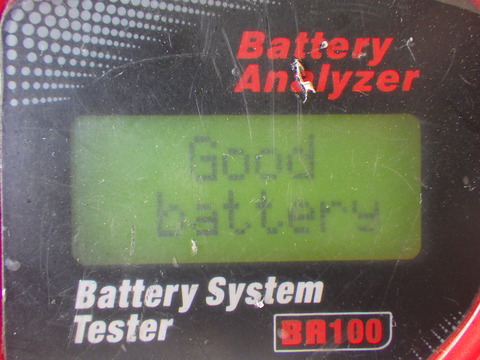 Battery
Analyzer
Good
battery
Battery System
Tester
BA100